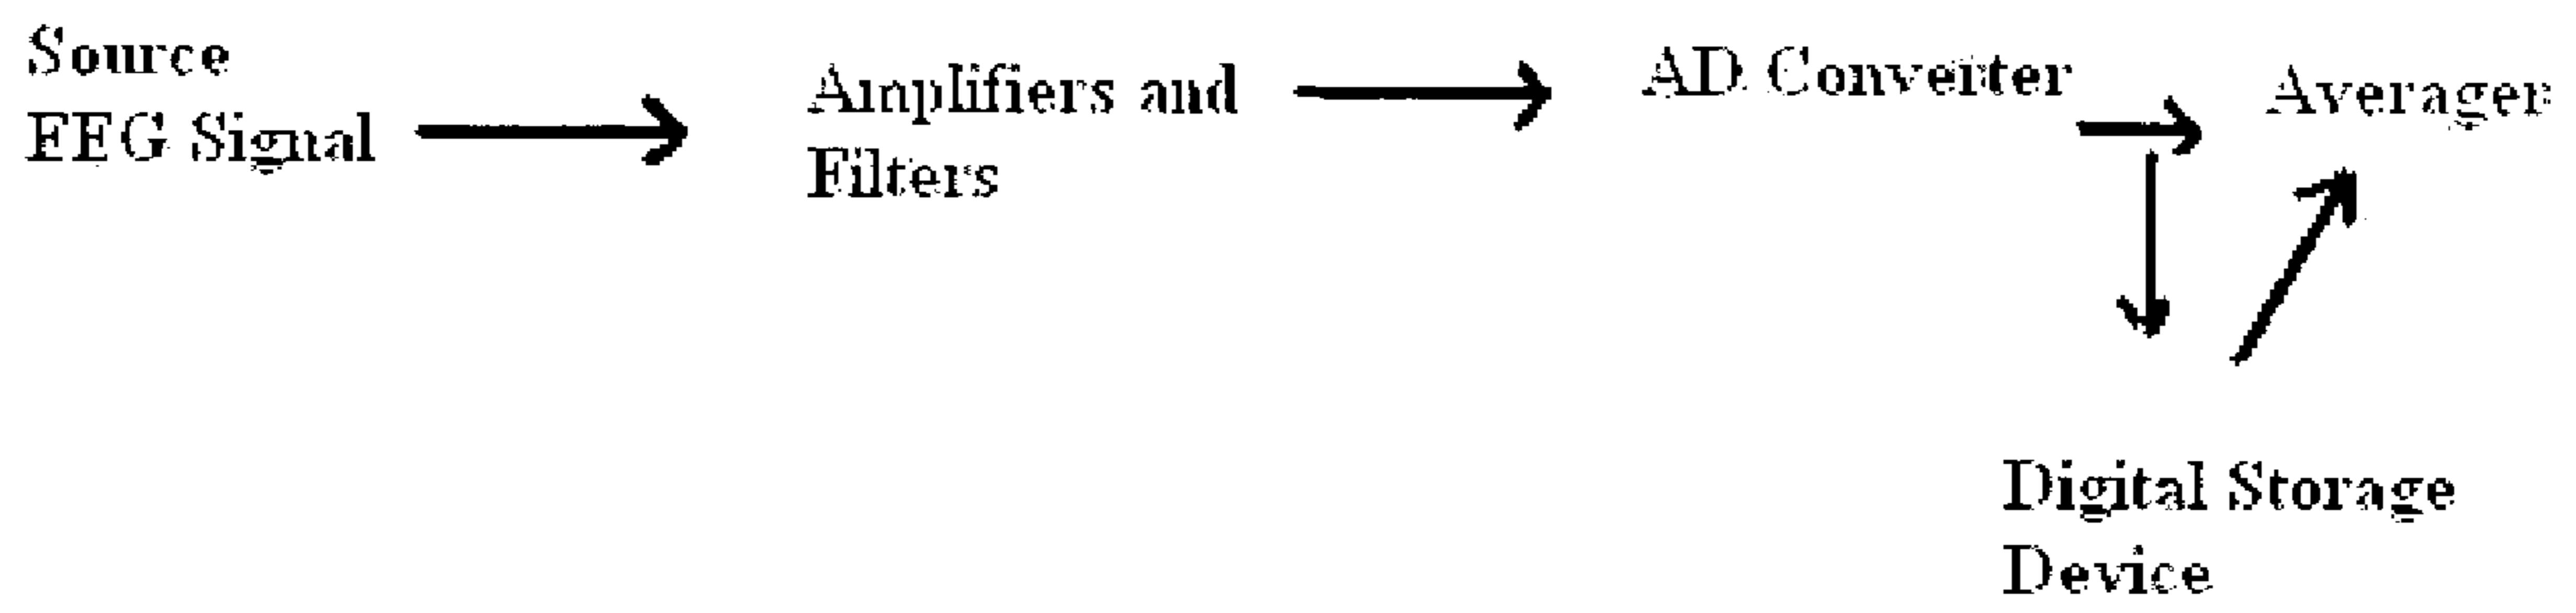 Source
EEG Signal
Amplifiers and
Filters
AD Converter
Averager
Digital Storage
Device